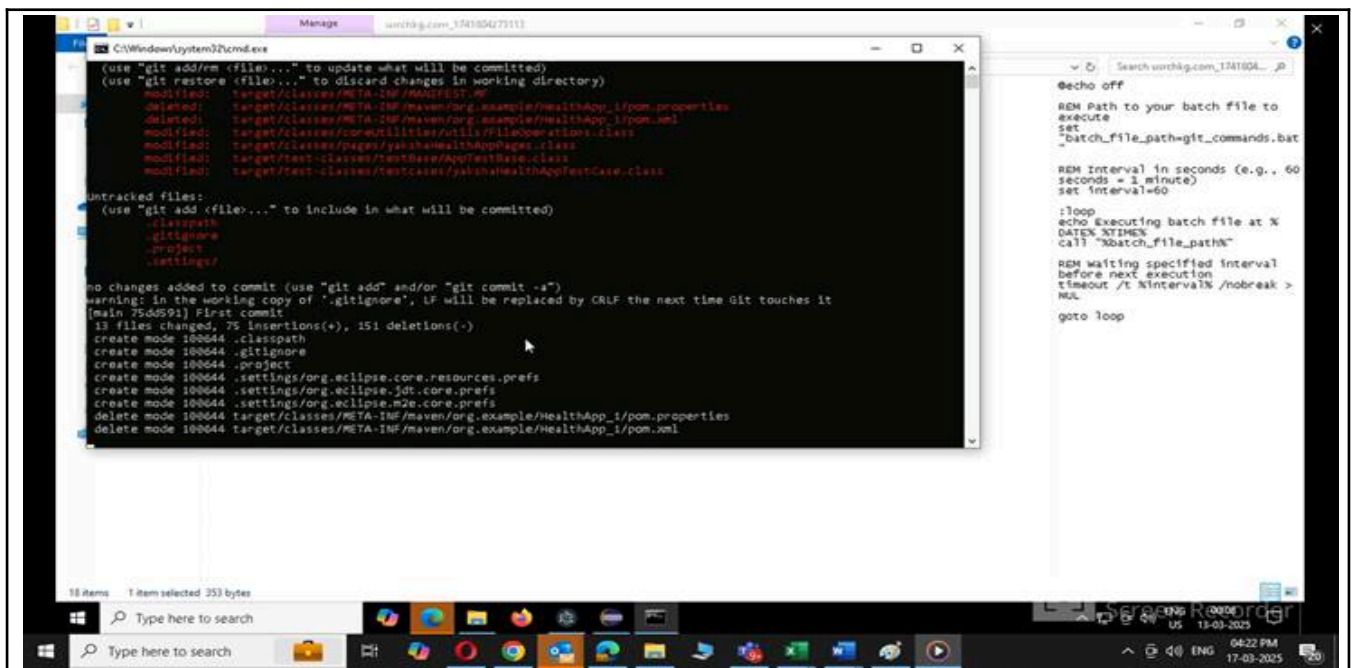 Manage
C:\Windows\system32\cmd.exe
(use "git add/rm <file>..." to update what will be committed)
(use "git restore <file>..." to discard changes in working directory)
modified: target/classes/META-INF/MANIFEST.MF
deleted: target/classes/META-INF/maven/org.example/HealthApp_1/pom.properties
deleted: target/classes/META-INF/maven/org.example/HealthApp_1/pom.xml
modified: target/classes/coreUtilities/utils/FileOperations.class
modified: target/classes/pages/yakshaHealthAppPages.class
modified: target/test-classes/testBase/AppTestBase.class
modified: target/test-classes/testcases/yakshaHealthAppTestCase.class
Untracked files:
(use "git add <file>..." to include in what will be committed)
.classpath
.gitignore
.project
.settings/
no changes added to commit (use "git add" and/or "git commit -a")
warning: in the working copy of '.gitignore', LF will be replaced by CRLF the next time Git touches it
[main 75dd591] First commit
13 files changed, 75 insertions(+), 151 deletions(-)
create mode 100644 .classpath
create mode 100644 .gitignore
create mode 100644 .project
create mode 100644 .settings/org.eclipse.core.resources.prefs
create mode 100644 .settings/org.eclipse.jdt.core.prefs
create mode 100644 .settings/org.eclipse.m2e.core.prefs
delete mode 100644 target/classes/META-INF/maven/org.example/HealthApp_1/pom.properties
delete mode 100644 target/classes/META-INF/maven/org.example/HealthApp_1/pom.xml
@echo off
REM Path to your batch file to
execute
set
"batch_file_path=git_commands.bat
"
REM Interval in seconds (e.g., 60
seconds = 1 minute)
set interval=60
:loop
echo Executing batch file at %
DATE% %TIME%
call "%batch_file_path%"
REM Waiting specified interval
before next execution
timeout /t %interval% /nobreak >
NUL
goto loop
18 items 1 item selected 353 bytes
Type here to search
Screen Recorder
ENG
US 13-03-2025
Type here to search
ENG 04:22 PM
17-03-2025
20